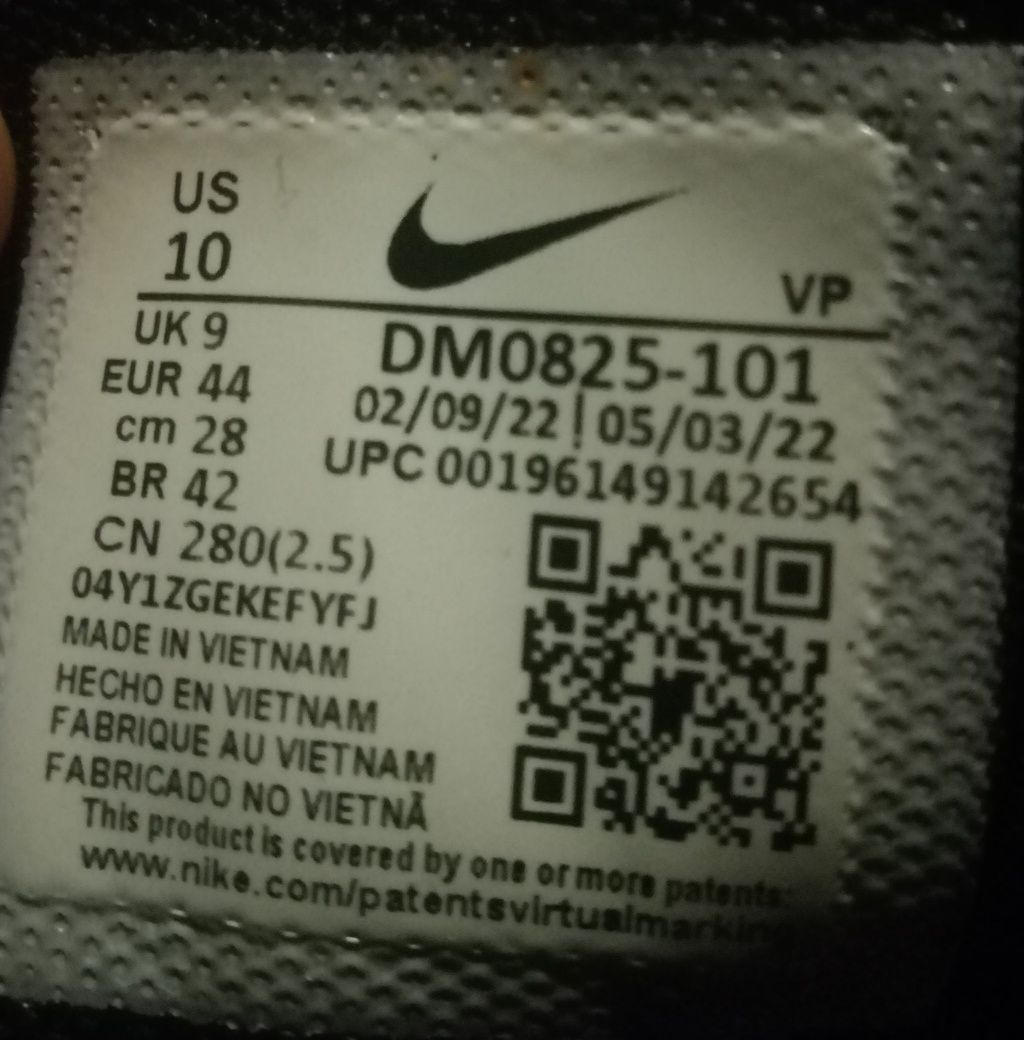 US
10
VP
UK 9
EUR 44
cm 28
BR 42
CN 280(2.5)
DM0825-101
02/09/22 | 05/03/22
UPC 00196149142654
04Y1ZGEKEFYFJ
MADE IN VIETNAM
HECHO EN VIETNAM
FABRIQUE AU VIETNAM
FABRICADO NO VIETNÃ
This product is covered by one or more patents:
www.nike.com/patentsvirtualmarking